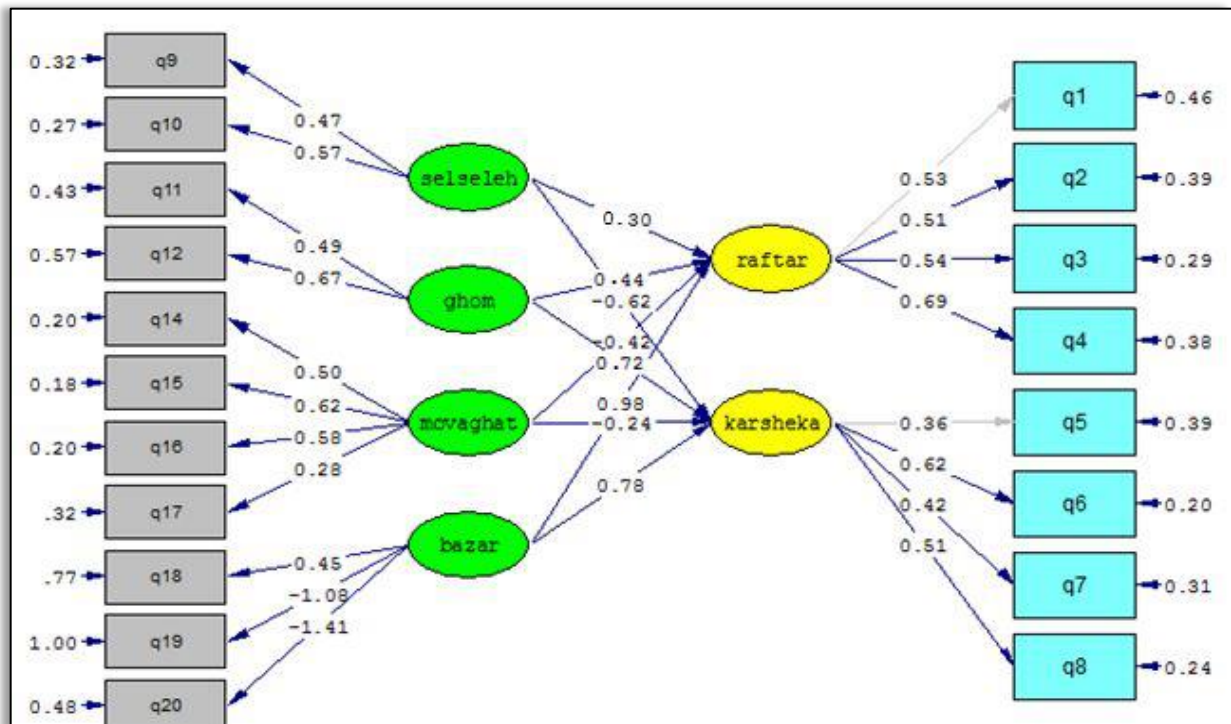 0.32 q9
0.27 q10
0.43 q11
0.57 q12
0.20 q14
0.18 q15
0.20 q16
.32 q17
.77 q18
1.00 q19
0.48 q20
0.47
0.57
0.49
0.67
0.50
0.62
0.58
0.28
0.45
-1.08
-1.41
selseleh
ghom
movaghat
bazar
0.30
0.44
-0.62
-0.42
0.72
0.98
-0.24
0.78
raftar
karsheka
0.53
0.51
0.54
0.69
0.36
0.62
0.42
0.51
q1 0.46
q2 0.39
q3 0.29
q4 0.38
q5 0.39
q6 0.20
q7 0.31
q8 0.24